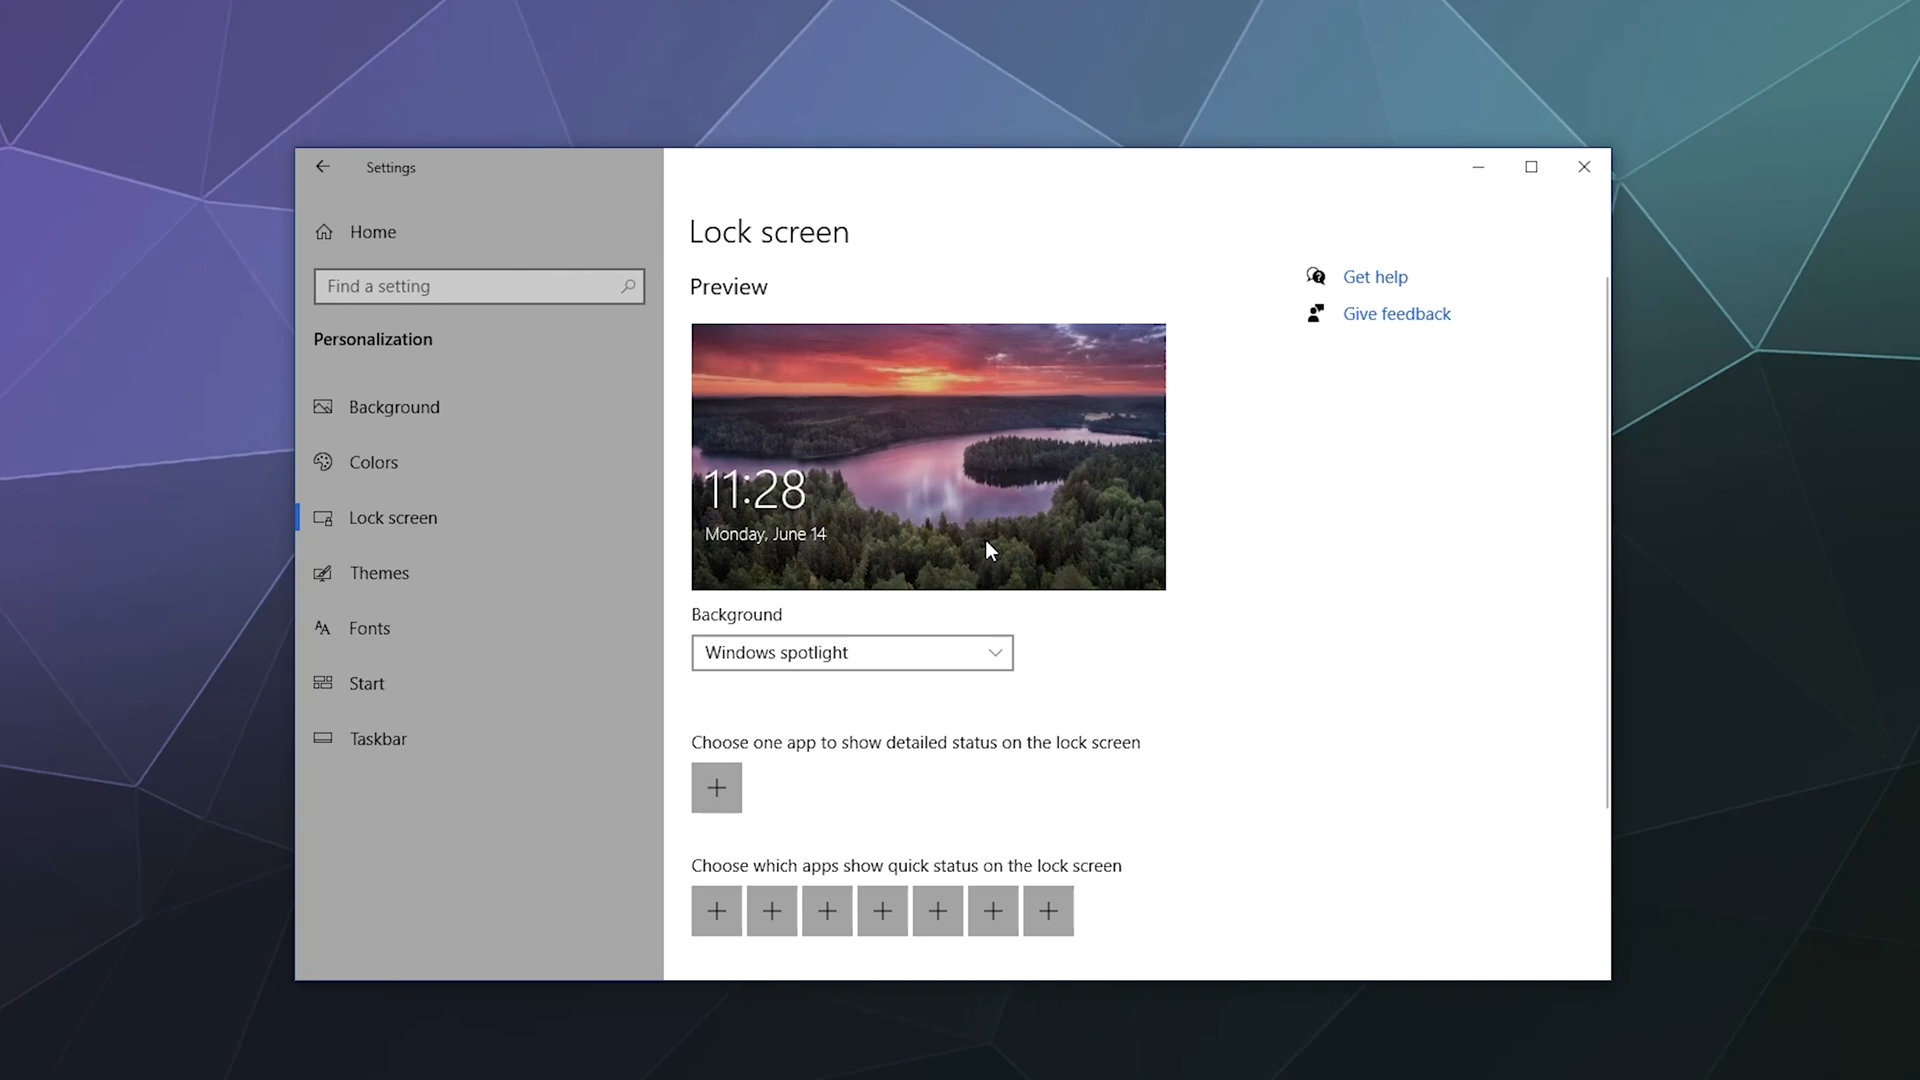 Settings
Home
Find a setting
Personalization
Background
Colors
Lock screen
Themes
Fonts
Start
Taskbar
Lock screen
Preview
11:28
Monday, June 14
Background
Windows spotlight
Choose one app to show detailed status on the lock screen
Choose which apps show quick status on the lock screen
Get help
Give feedback